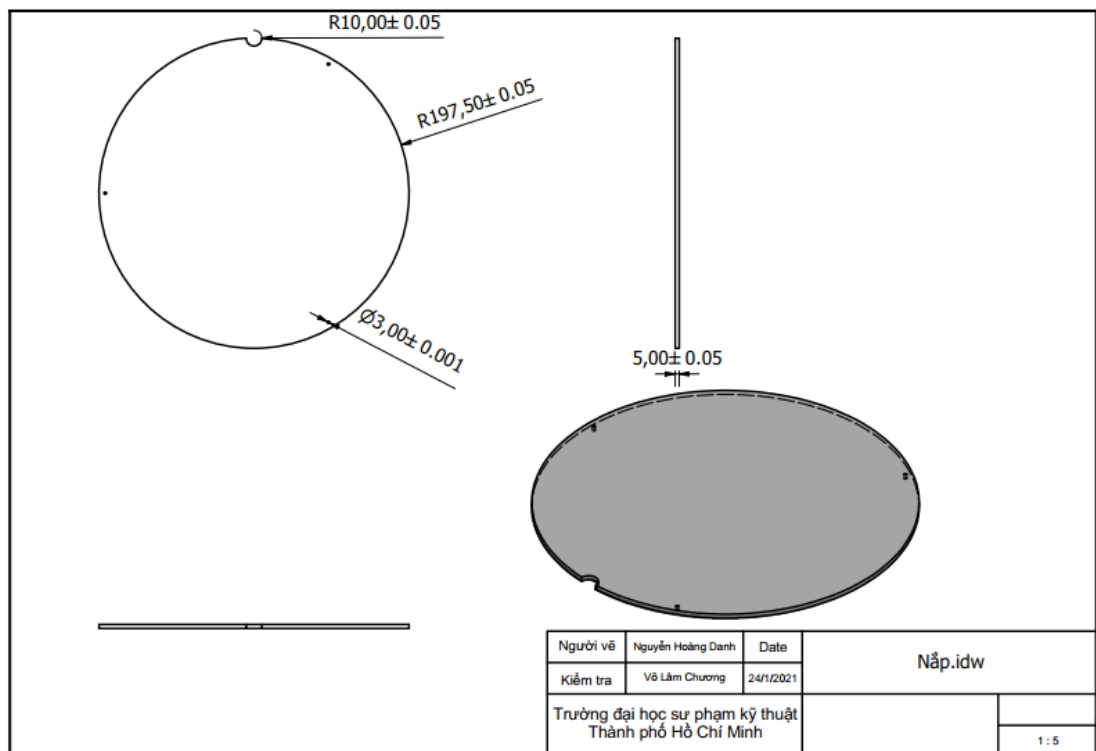 R10,00± 0.05
R197,50± 0.05
Ø3,00± 0.001
5,00± 0.05
Người vẽ
Nguyễn Hoàng Danh
Date
Nắp.idw
Kiểm tra
Võ Lâm Chương
24/1/2021
Trường đại học sư phạm kỹ thuật
Thành phố Hồ Chí Minh
1 : 5